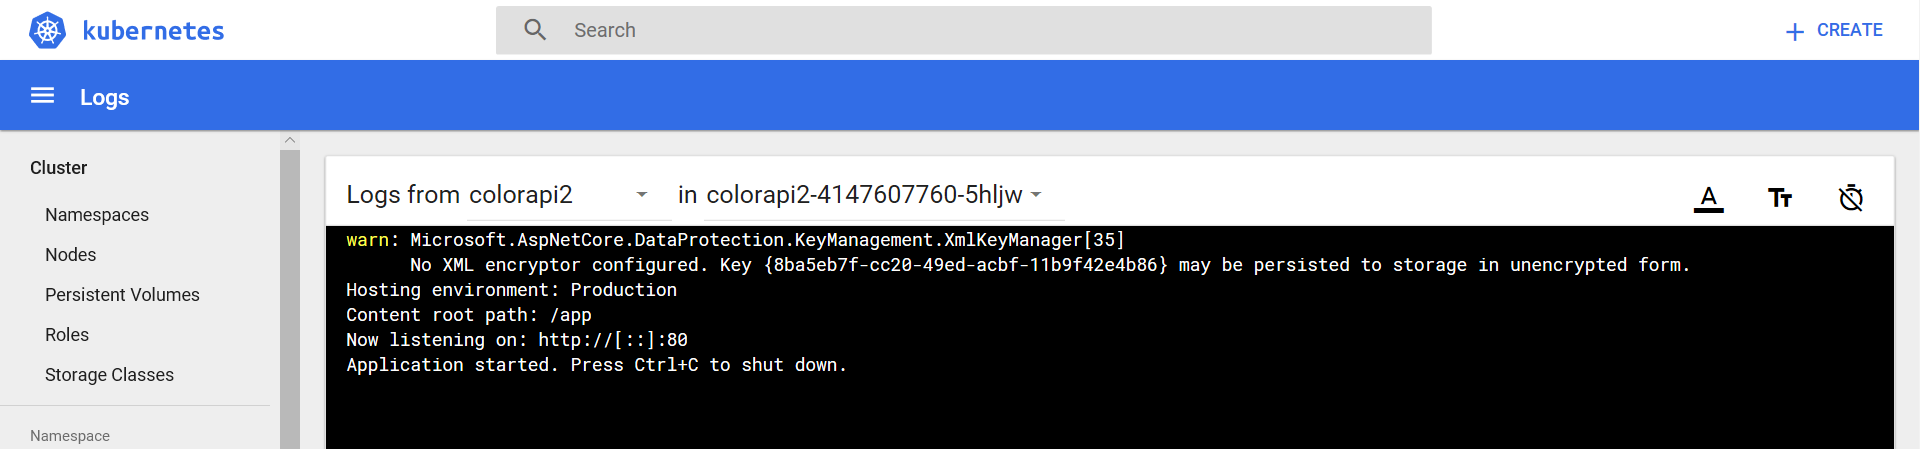 kubernetes
Search
CREATE
Logs
Cluster
Namespaces
Nodes
Persistent Volumes
Roles
Storage Classes
Namespace
Logs from colorapi2 in colorapi2-4147607760-5hljw
warn: Microsoft.AspNetCore.DataProtection.KeyManagement.XmlKeyManager[35]
No XML encryptor configured. Key {8ba5eb7f-cc20-49ed-acbf-11b9f42e4b86} may be persisted to storage in unencrypted form.
Hosting environment: Production
Content root path: /app
Now listening on: http://[::]:80
Application started. Press Ctrl+C to shut down.